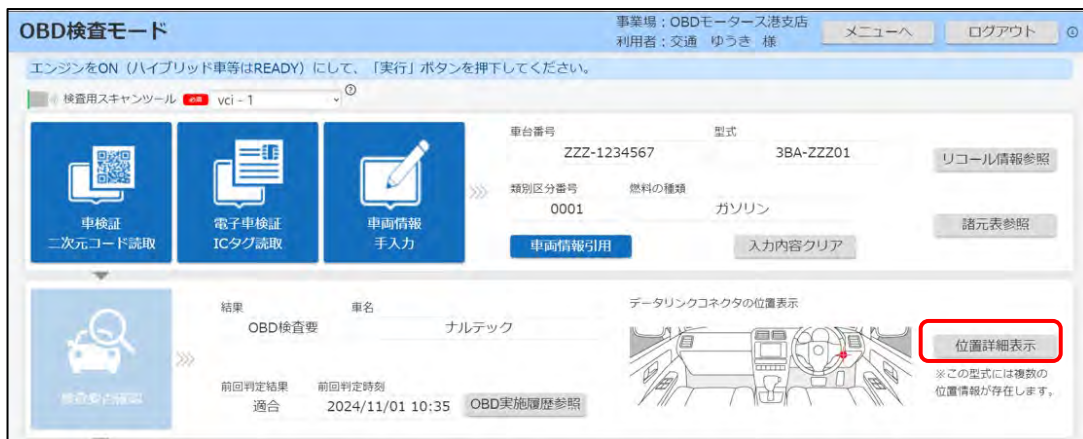 OBD検査モード
事業場：OBDモータース港支店
利用者：交通 ゆうき 様
メニューへ
ログアウト
エンジンをON（ハイブリッド車等はREADY）にして、「実行」ボタンを押下してください。
検査用スキャンツール 必須 vci - 1
車検証
二次元コード読取
電子車検証
ICタグ読取
車両情報
手入力
車台番号
ZZZ-1234567
型式
3BA-ZZZ01
リコール情報参照
類別区分番号
0001
燃料の種類
ガソリン
諸元表参照
車両情報引用
入力内容クリア
検査要否確認
結果
OBD検査要
車名
ナルテック
データリンクコネクタの位置表示
位置詳細表示
※この型式には複数の
位置情報が存在します。
前回判定結果
適合
前回判定時刻
2024/11/01 10:35
OBD実施履歴参照